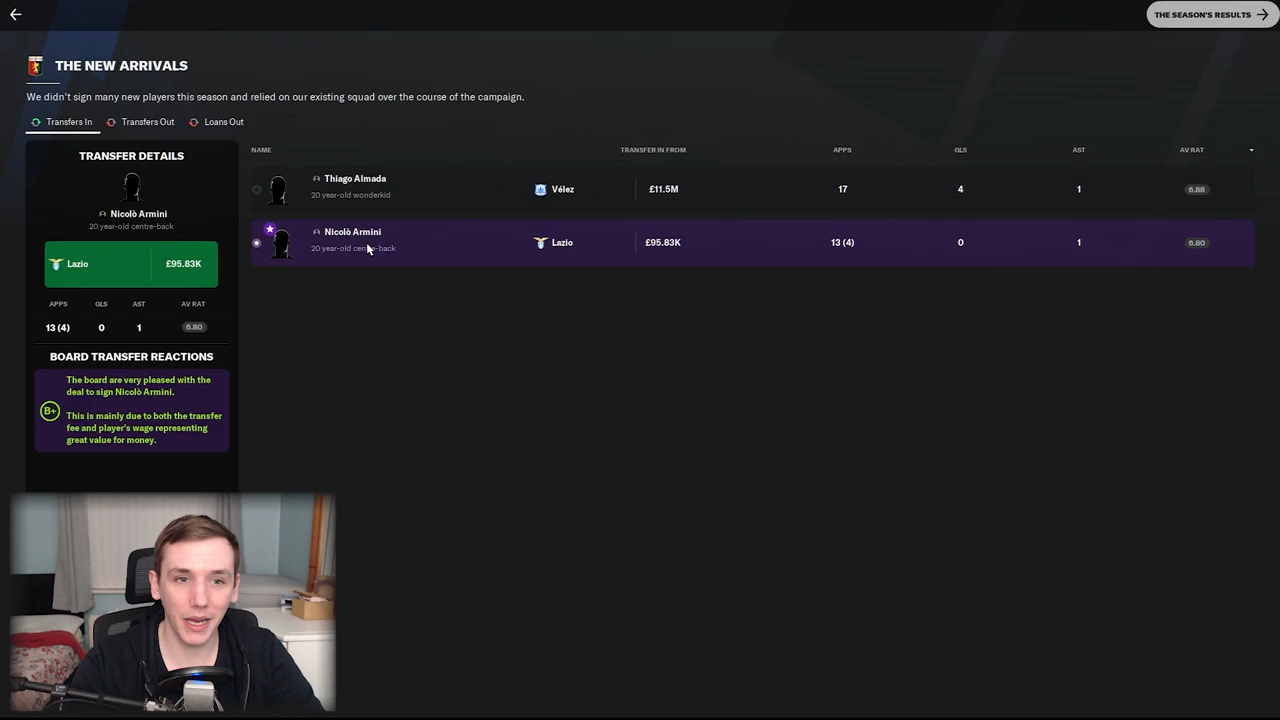 THE SEASON'S RESULTS
THE NEW ARRIVALS
We didn't sign many new players this season and relied on our existing squad over the course of the campaign.
Transfers In Transfers Out Loans Out
TRANSFER DETAILS
Nicolò Armini
20 year-old centre-back
Lazio £95.83K
APPS GLS AST AV RAT
13 (4) 0 1 6.80
BOARD TRANSFER REACTIONS
B+
The board are very pleased with the
deal to sign Nicolò Armini.
This is mainly due to both the transfer
fee and player's wage representing
great value for money.
NAME TRANSFER IN FROM APPS GLS AST AV RAT
Thiago Almada
20 year-old wonderkid
Vélez £11.5M 17 4 1 6.88
Nicolò Armini
20 year-old centre-back
Lazio £95.83K 13 (4) 0 1 6.80